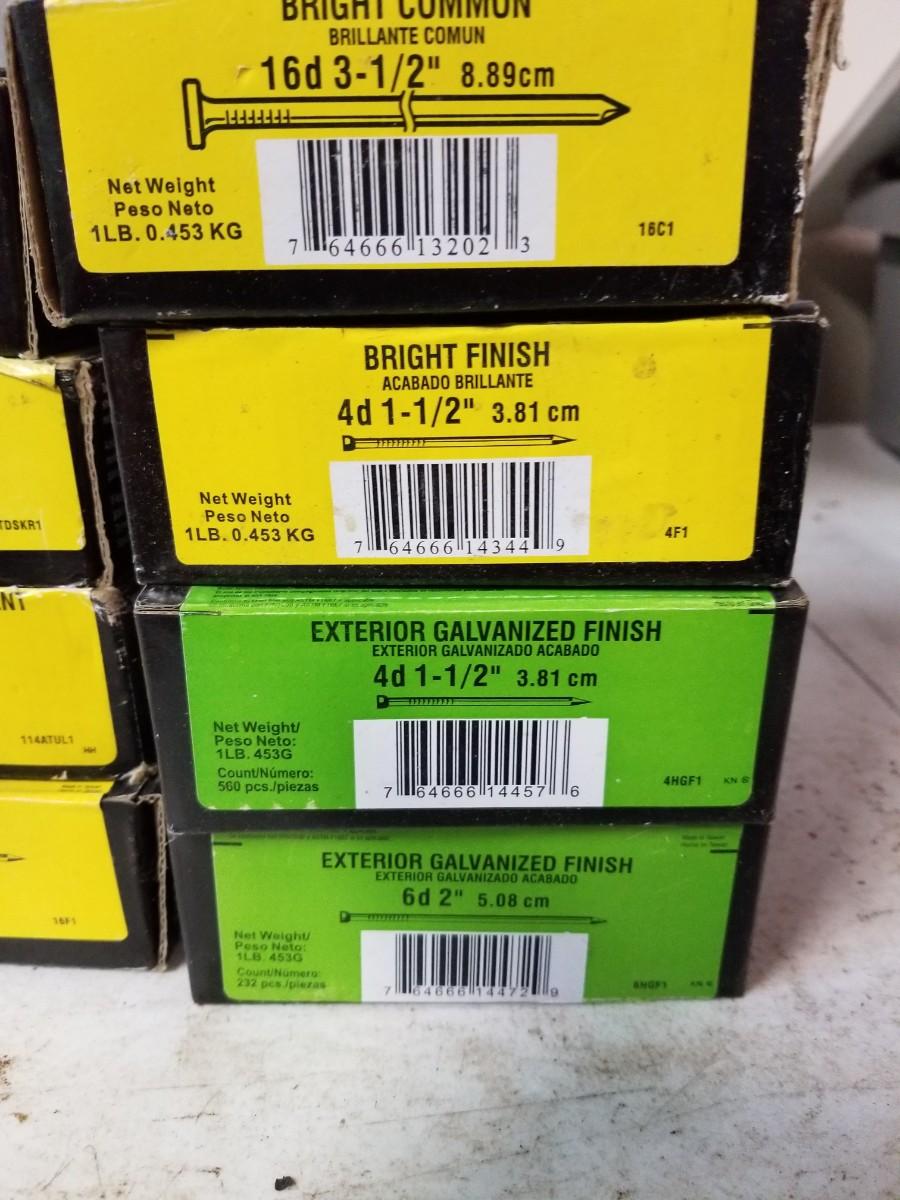 BRIGHT COMMON
BRILLANTE COMUN
16d 3-1/2" 8.89cm
Net Weight
Peso Neto
1LB. 0.453 KG
7 64666 13202 3
16C1
BRIGHT FINISH
ACABADO BRILLANTE
4d 1-1/2" 3.81 cm
Net Weight
Peso Neto
1LB. 0.453 KG
7 64666 14344 9
4F1
EXTERIOR GALVANIZED FINISH
EXTERIOR GALVANIZADO ACABADO
4d 1-1/2" 3.81 cm
Net Weight/
Peso Neto:
1LB. 453G
Count/Número:
560 pcs./piezas
7 64666 14457 6
4HGF1 KN ®
EXTERIOR GALVANIZED FINISH
EXTERIOR GALVANIZADO ACABADO
6d 2" 5.08 cm
Net Weight/
Peso Neto:
1LB. 453G
Count/Número:
232 pcs./piezas
7 64666 14472 9
6HGF1 KN ®
TDSKR1
114ATUL1
HH
16F1